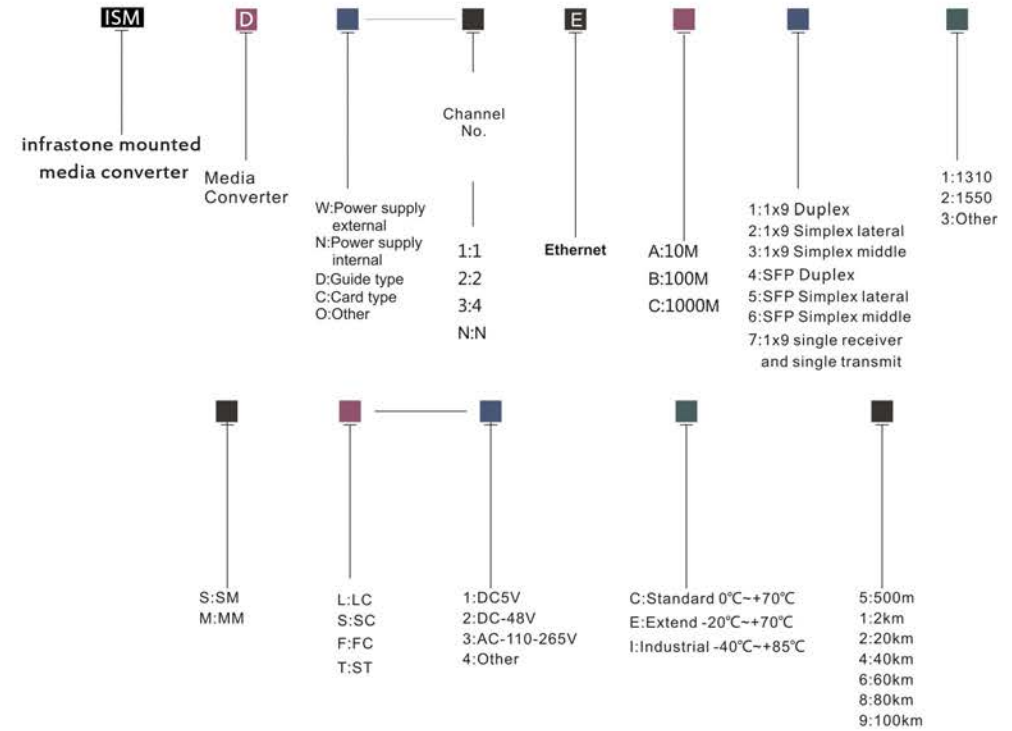 ISM D E
infrastone mounted
media converter
Media
Converter
W:Power supply
external
N:Power supply
internal
D:Guide type
C:Card type
O:Other
Channel
No.
1:1
2:2
3:4
N:N
Ethernet
A:10M
B:100M
C:1000M
1:1x9 Duplex
2:1x9 Simplex lateral
3:1x9 Simplex middle
4:SFP Duplex
5:SFP Simplex lateral
6:SFP Simplex middle
7:1x9 single receiver
and single transmit
1:1310
2:1550
3:Other
S:SM
M:MM
L:LC
S:SC
F:FC
T:ST
1:DC5V
2:DC-48V
3:AC-110-265V
4:Other
C:Standard 0℃~+70℃
E:Extend -20℃~+70℃
I:Industrial -40℃~+85℃
5:500m
1:2km
2:20km
4:40km
6:60km
8:80km
9:100km